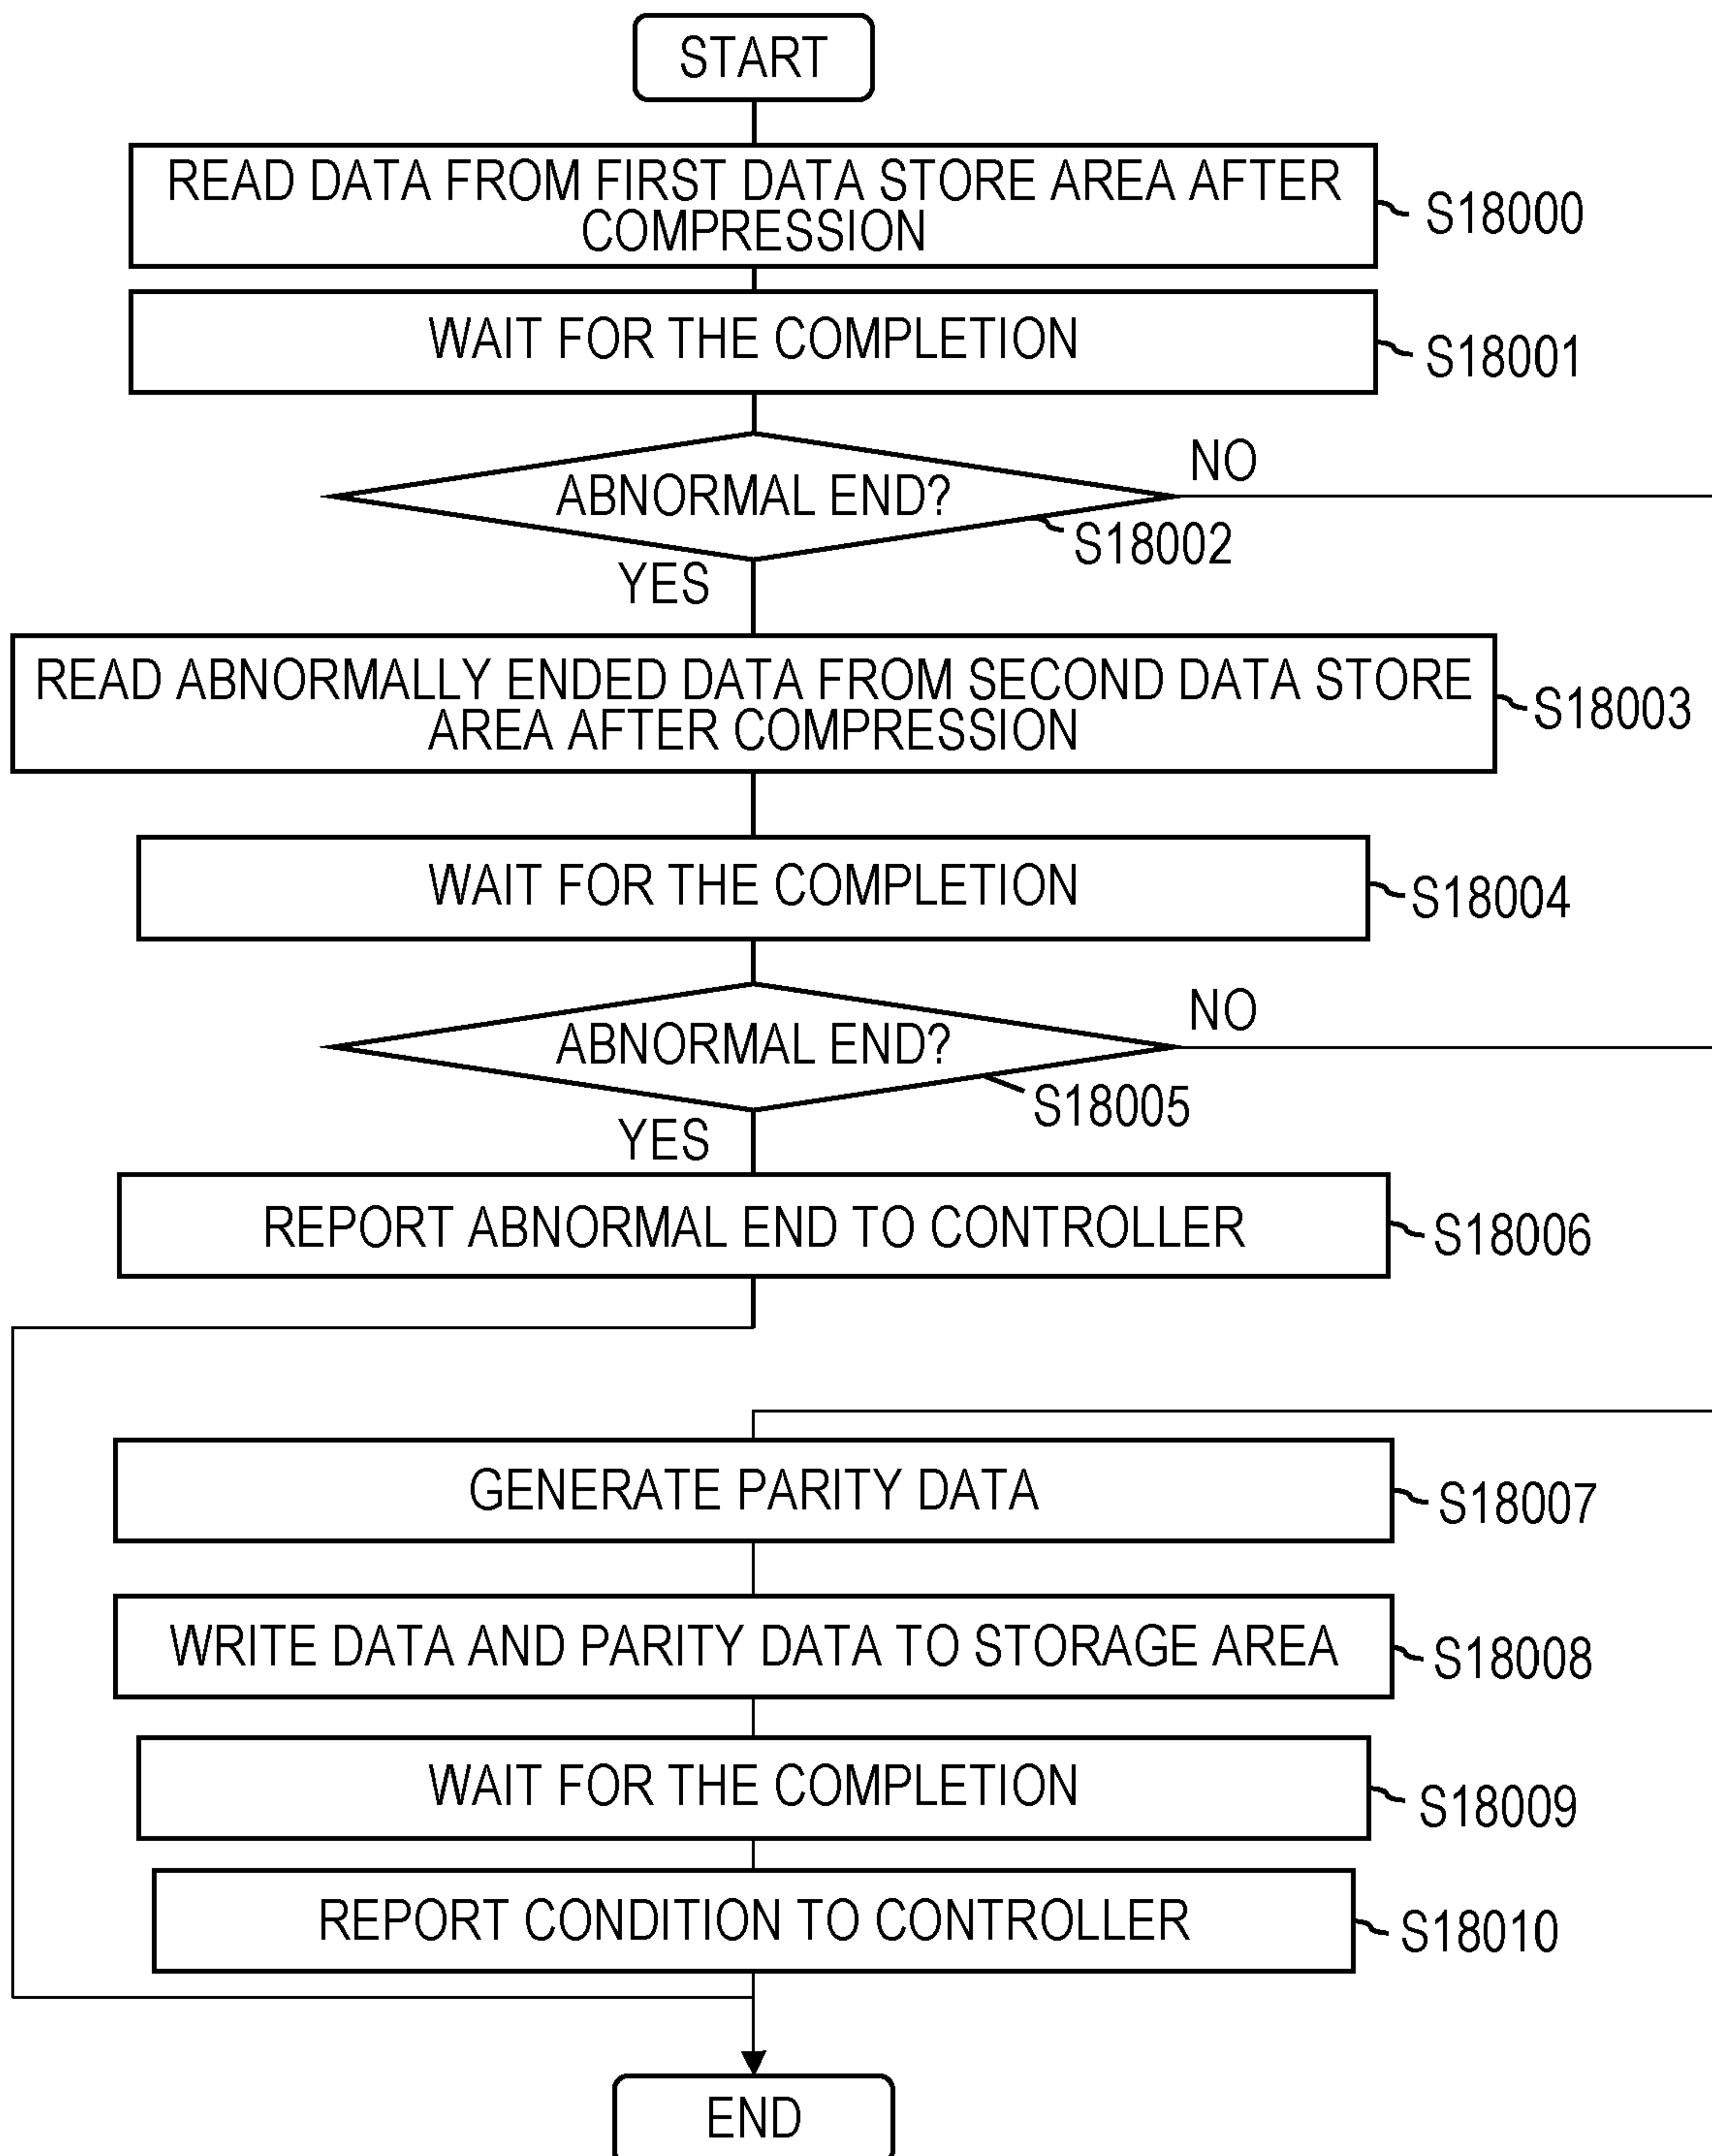 START
READ DATA FROM FIRST DATA STORE AREA AFTER
COMPRESSION
S18000
WAIT FOR THE COMPLETION
S18001
ABNORMAL END?
NO
S18002
YES
READ ABNORMALLY ENDED DATA FROM SECOND DATA STORE
AREA AFTER COMPRESSION
S18003
WAIT FOR THE COMPLETION
S18004
ABNORMAL END?
NO
S18005
YES
REPORT ABNORMAL END TO CONTROLLER
S18006
GENERATE PARITY DATA
S18007
WRITE DATA AND PARITY DATA TO STORAGE AREA
S18008
WAIT FOR THE COMPLETION
S18009
REPORT CONDITION TO CONTROLLER
S18010
END